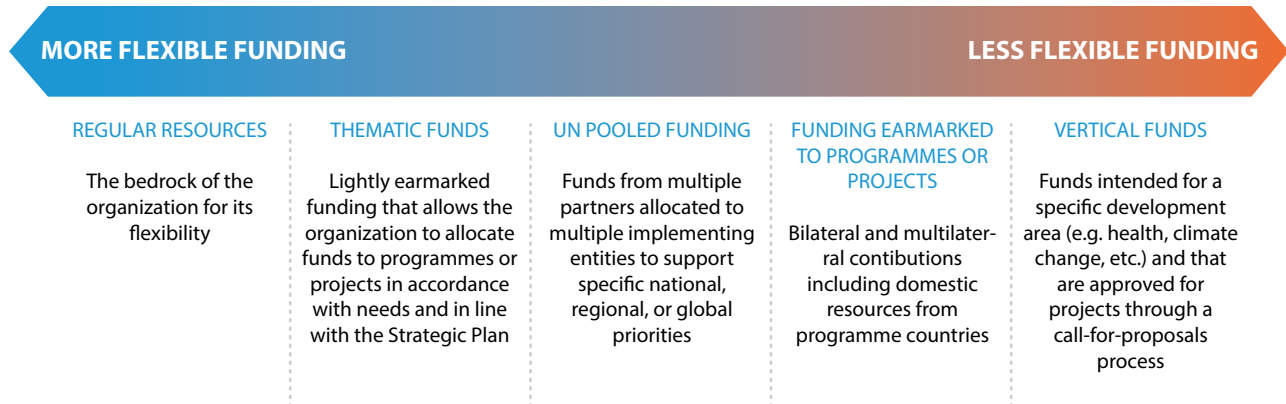 MORE FLEXIBLE FUNDING
LESS FLEXIBLE FUNDING
REGULAR RESOURCES
The bedrock of the
organization for its
flexibility
THEMATIC FUNDS
Lightly earmarked
funding that allows the
organization to allocate
funds to programmes or
projects in accordance
with needs and in line
with the Strategic Plan
UN POOLED FUNDING
Funds from multiple
partners allocated to
multiple implementing
entities to support
specific national,
regional, or global
priorities
FUNDING EARMARKED
TO PROGRAMMES OR
PROJECTS
Bilateral and multilater-
ral contibutions
including domestic
resources from
programme countries
VERTICAL FUNDS
Funds intended for a
specific development
area (e.g. health, climate
change, etc.) and that
are approved for
projects through a
call-for-proposals
process